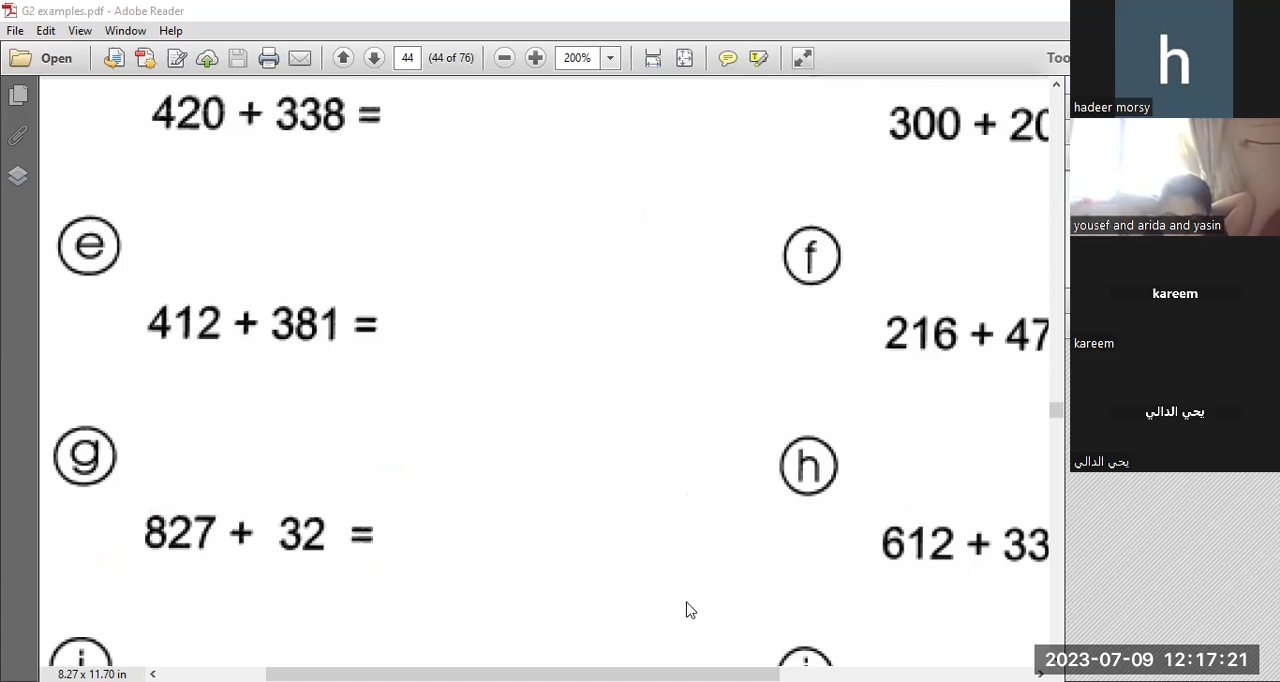 G2 examples.pdf - Adobe Reader
File Edit View Window Help
Open 44 (44 of 76) 200% Too
420 + 338 =
300 + 20
e
f
412 + 381 =
216 + 47
g
h
827 + 32 =
612 + 33
8.27 x 11.70 in
h
hadeer morsy
yousef and arida and yasin
kareem
kareem
يحي الدالي
يحي الدالي
2023-07-09 12:17:21